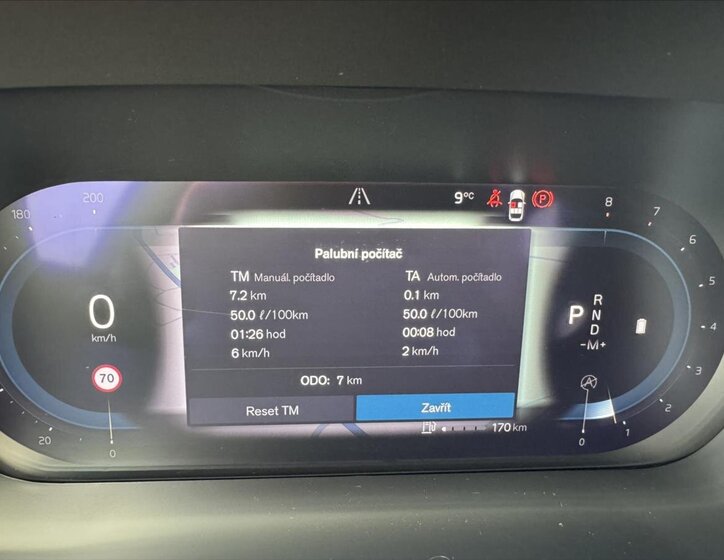 180
200
9°C
P
8
7
6
5
4
3
2
1
0
Palubní počítač
TM Manuál. počítadlo
TA Autom. počítadlo
7.2 km
0.1 km
50.0 ℓ/100km
50.0 ℓ/100km
01:26 hod
00:08 hod
6 km/h
2 km/h
ODO: 7 km
Reset TM
Zavřít
0
km/h
70
P
R
N
D
-M+
A
170 km
20
0